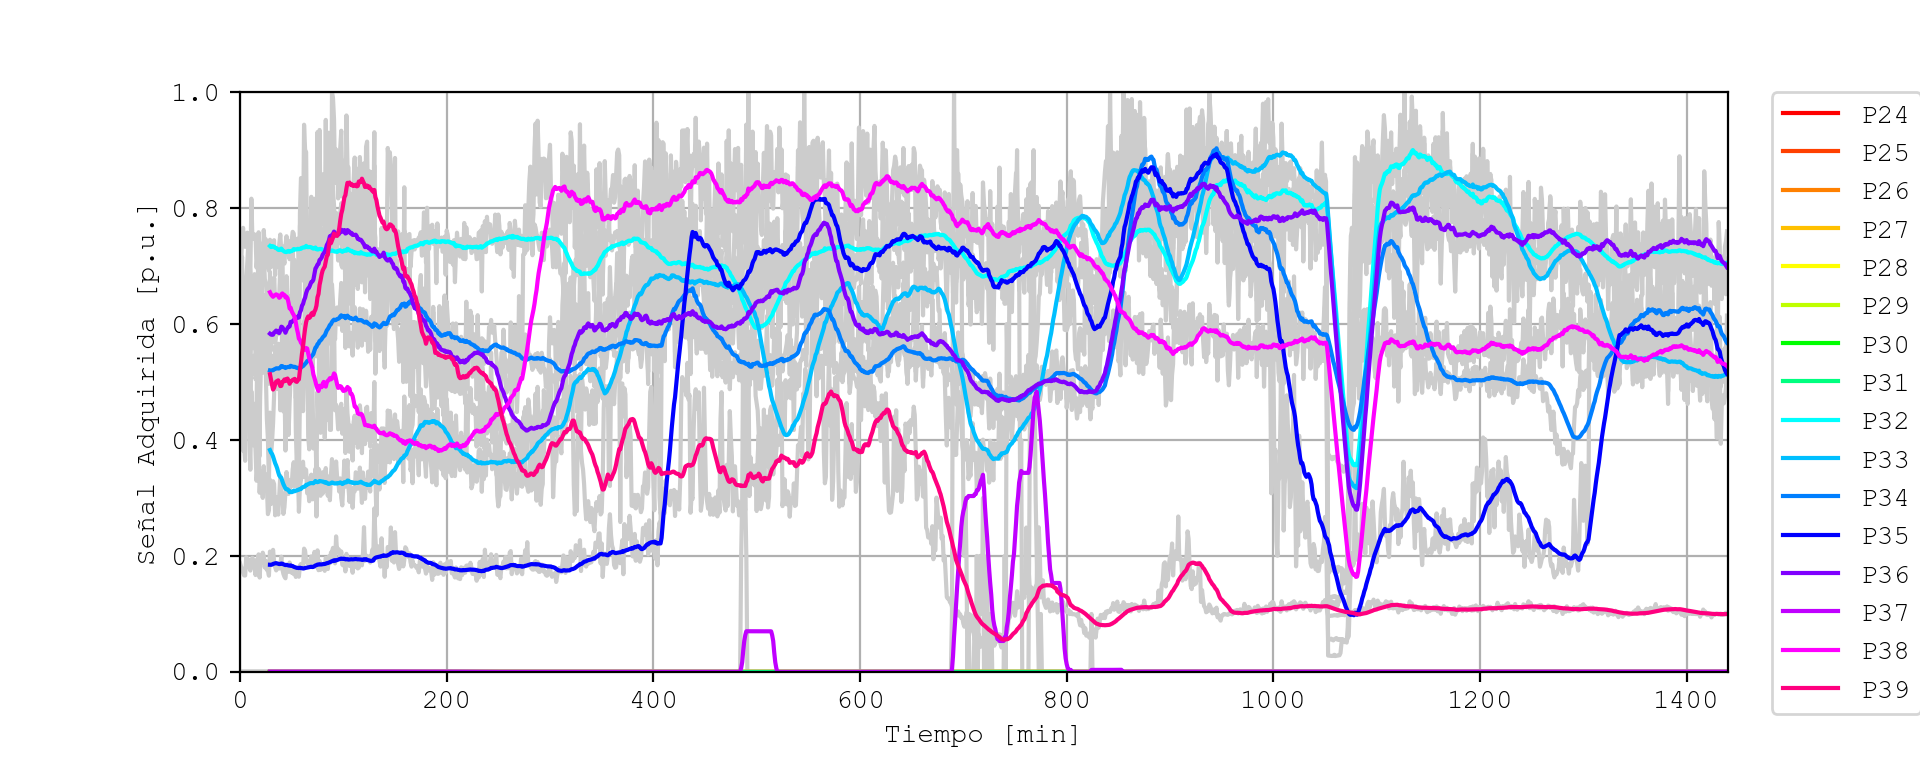 Señal Adquirida [p.u.]
1.0
0.8
0.6
0.4
0.2
0.0
0 200 400 600 800 1000 1200 1400
Tiempo [min]
P24
P25
P26
P27
P28
P29
P30
P31
P32
P33
P34
P35
P36
P37
P38
P39